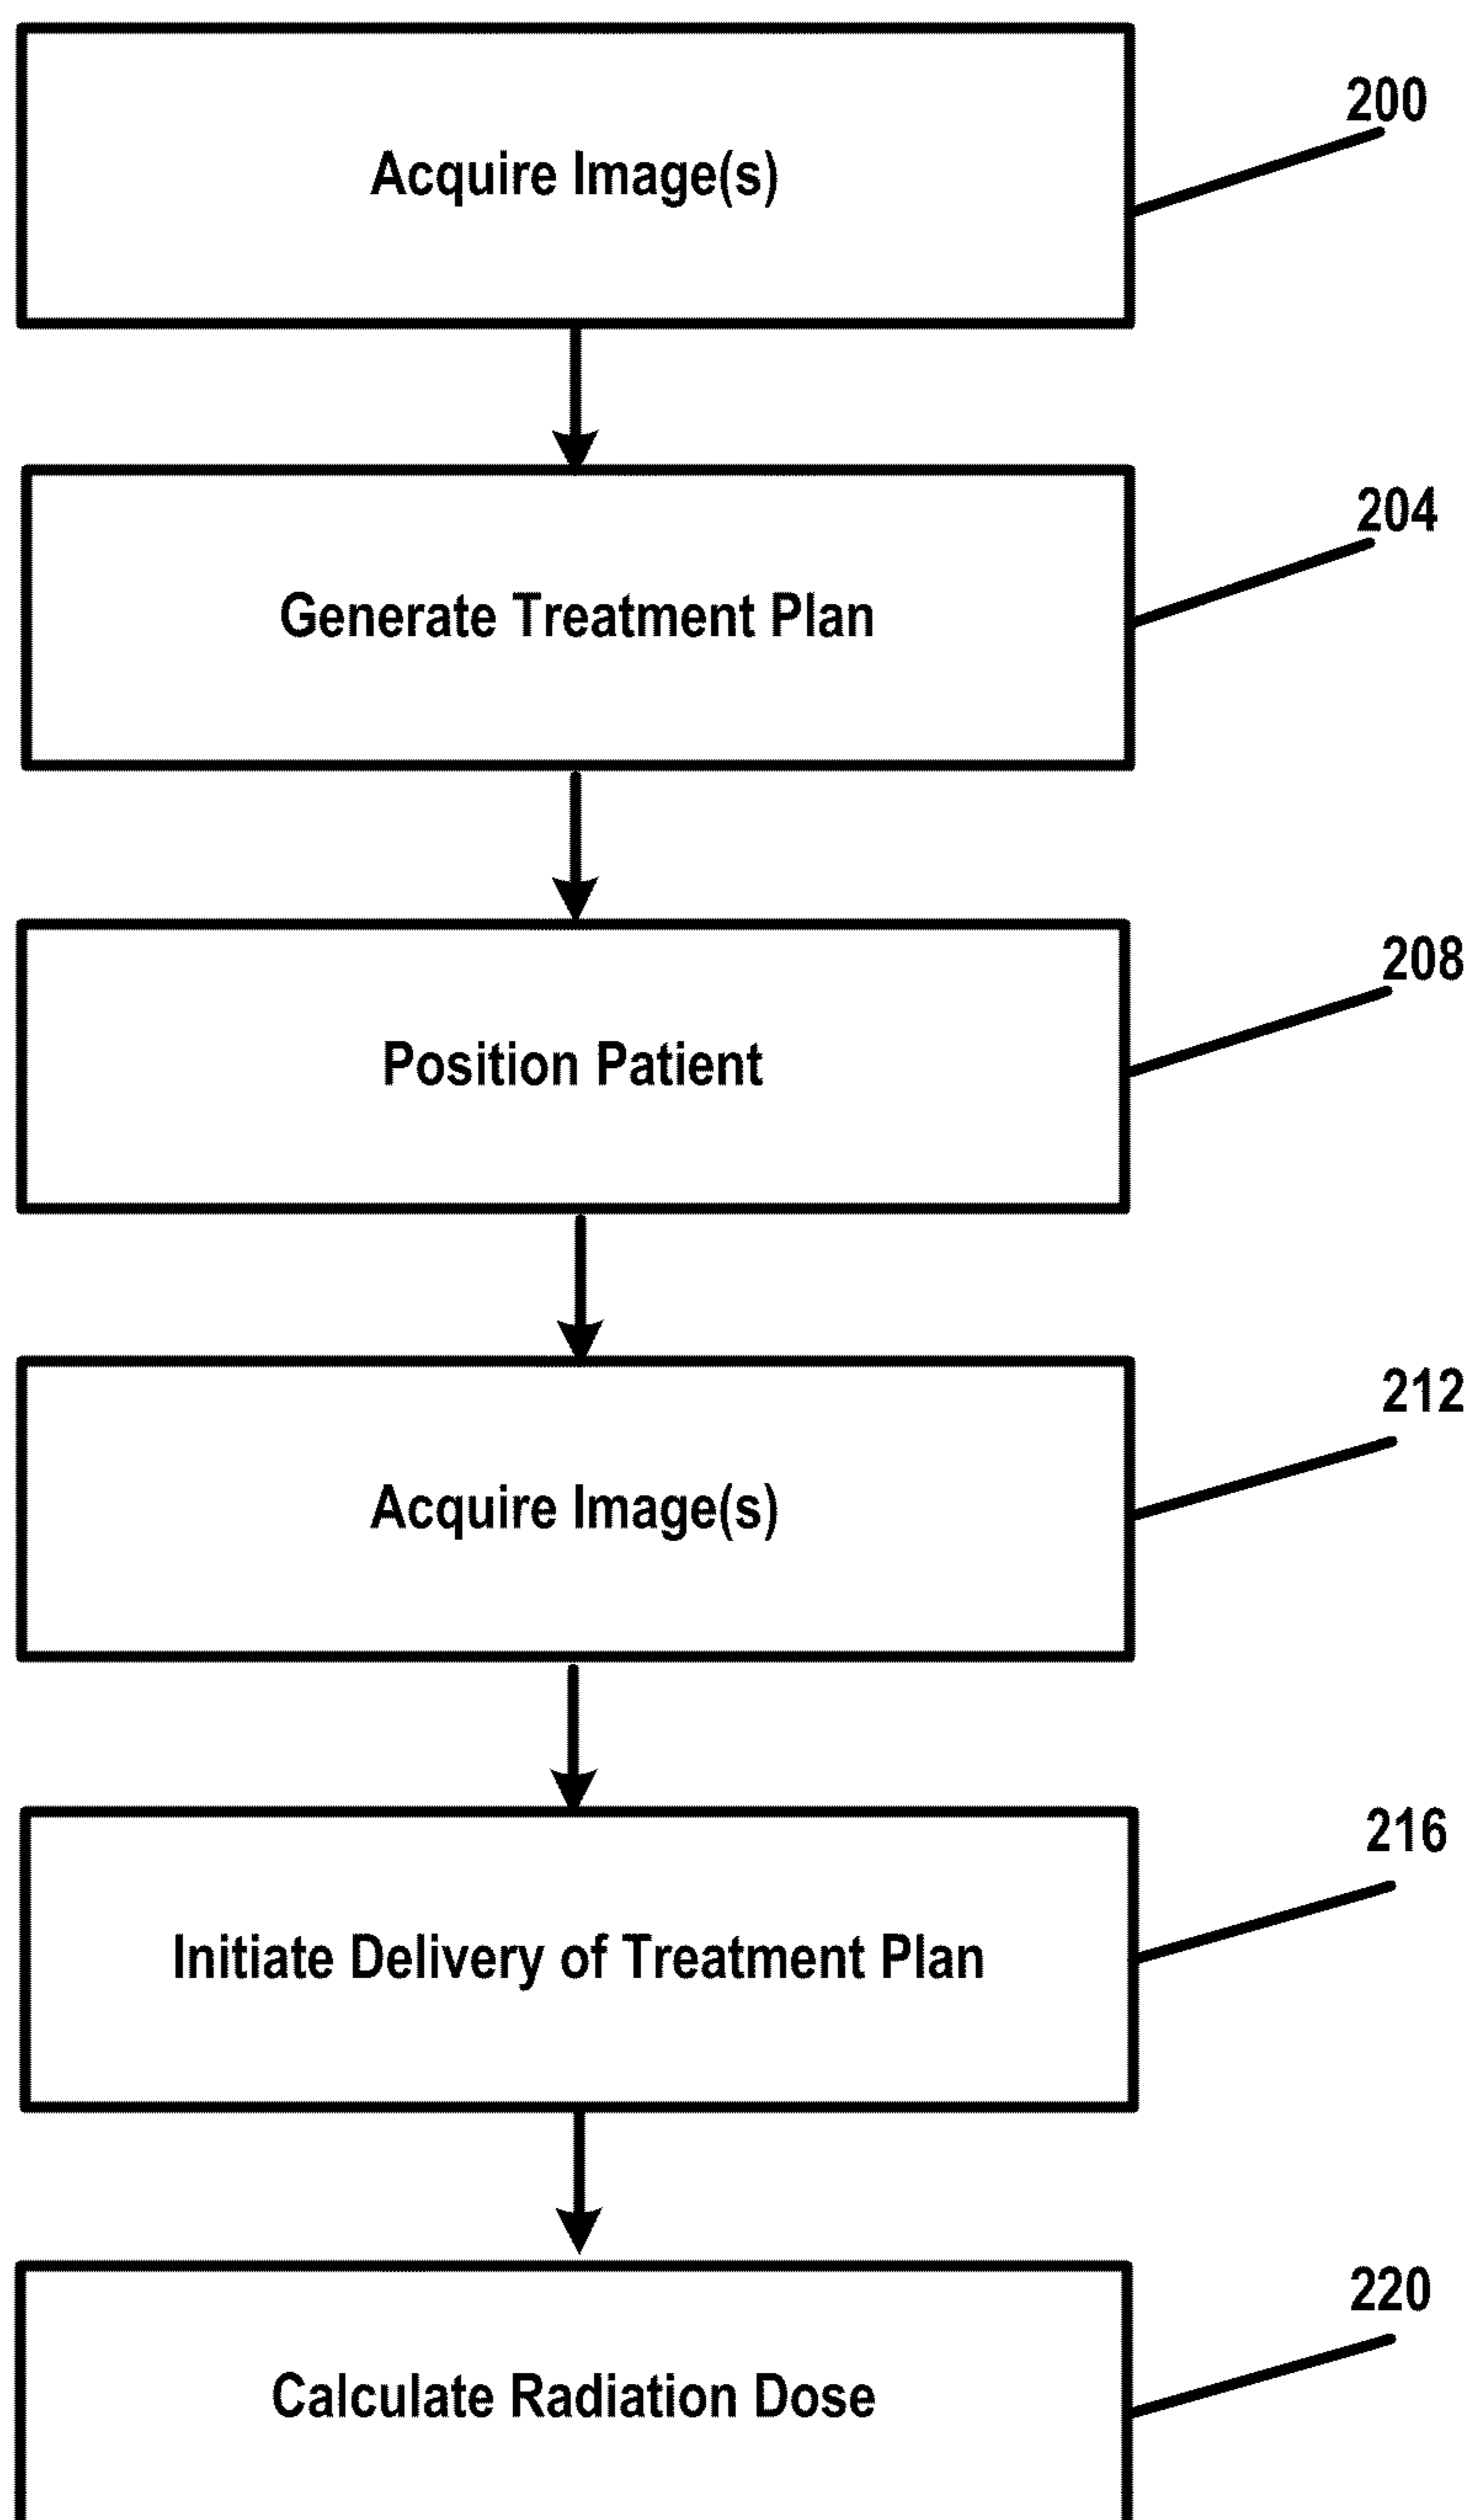 Acquire Image(s)
200
Generate Treatment Plan
204
Position Patient
208
Acquire Image(s)
212
Initiate Delivery of Treatment Plan
216
Calculate Radiation Dose
220